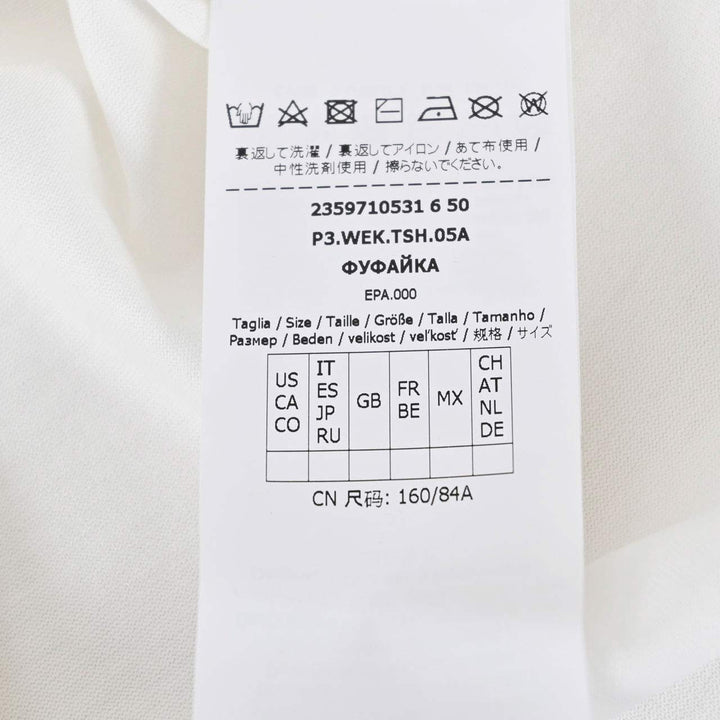 裏返して洗濯 / 裏返してアイロン / あて布使用 /
中性洗剤使用 / 擦らないでください。
2359710531 6 50
P3.WEK.TSH.05A
ФУФАЙКА
EPA.000
Taglia / Size / Taille / Größe / Talla / Tamanho /
Размер / Beden / velikost / veľkosť / 规格 / サイズ
US CA CO
IT ES JP RU
GB
FR BE
MX
CH AT NL DE
CN 尺码: 160/84A